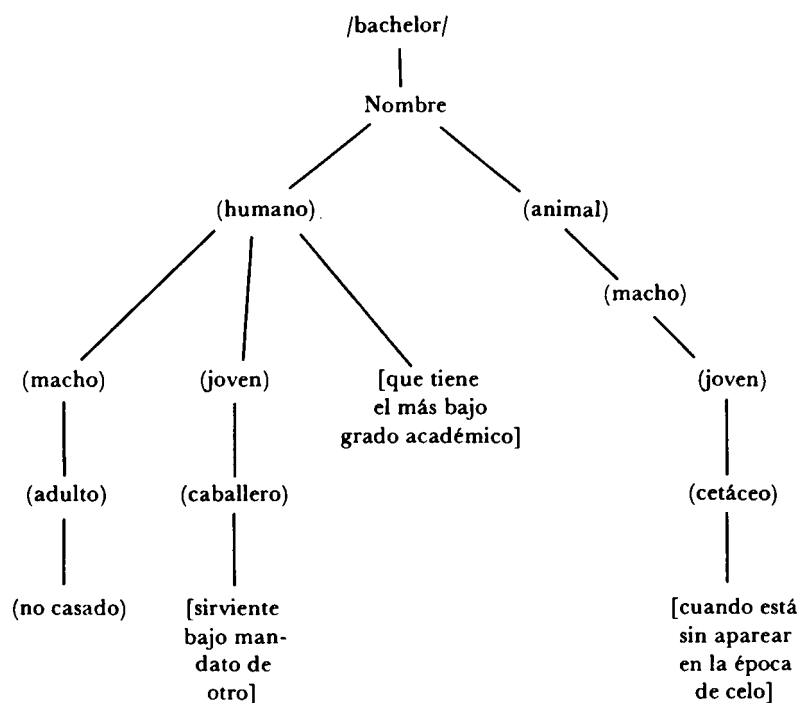 /bachelor/
Nombre
(humano)
(animal)
(macho)
(macho)
(joven)
[que tiene
el más bajo
grado académico]
(joven)
(adulto)
(caballero)
(cetáceo)
(no casado)
[sirviente
bajo man-
dato de
otro]
[cuando está
sin aparear
en la época
de celo]